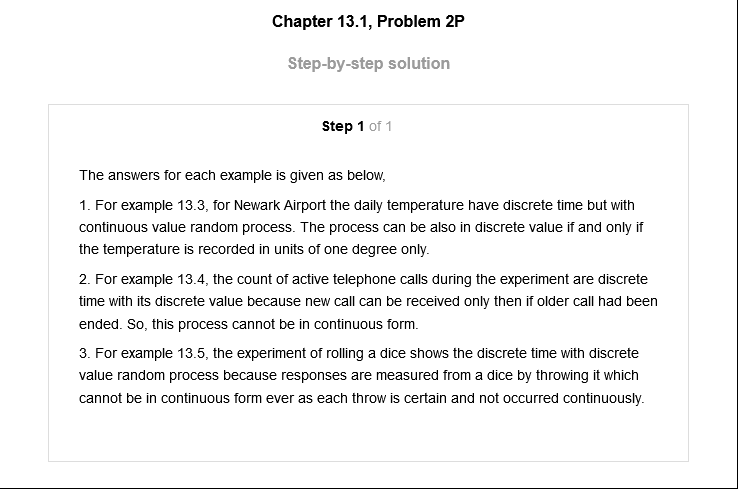 Chapter 13.1, Problem 2P
Step-by-step solution
Step 1 of 1
The answers for each example is given as below,
1. For example 13.3, for Newark Airport the daily temperature have discrete time but with
continuous value random process. The process can be also in discrete value if and only if
the temperature is recorded in units of one degree only.
2. For example 13.4, the count of active telephone calls during the experiment are discrete
time with its discrete value because new call can be received only then if older call had been
ended. So, this process cannot be in continuous form.
3. For example 13.5, the experiment of rolling a dice shows the discrete time with discrete
value random process because responses are measured from a dice by throwing it which
cannot be in continuous form ever as each throw is certain and not occurred continuously.